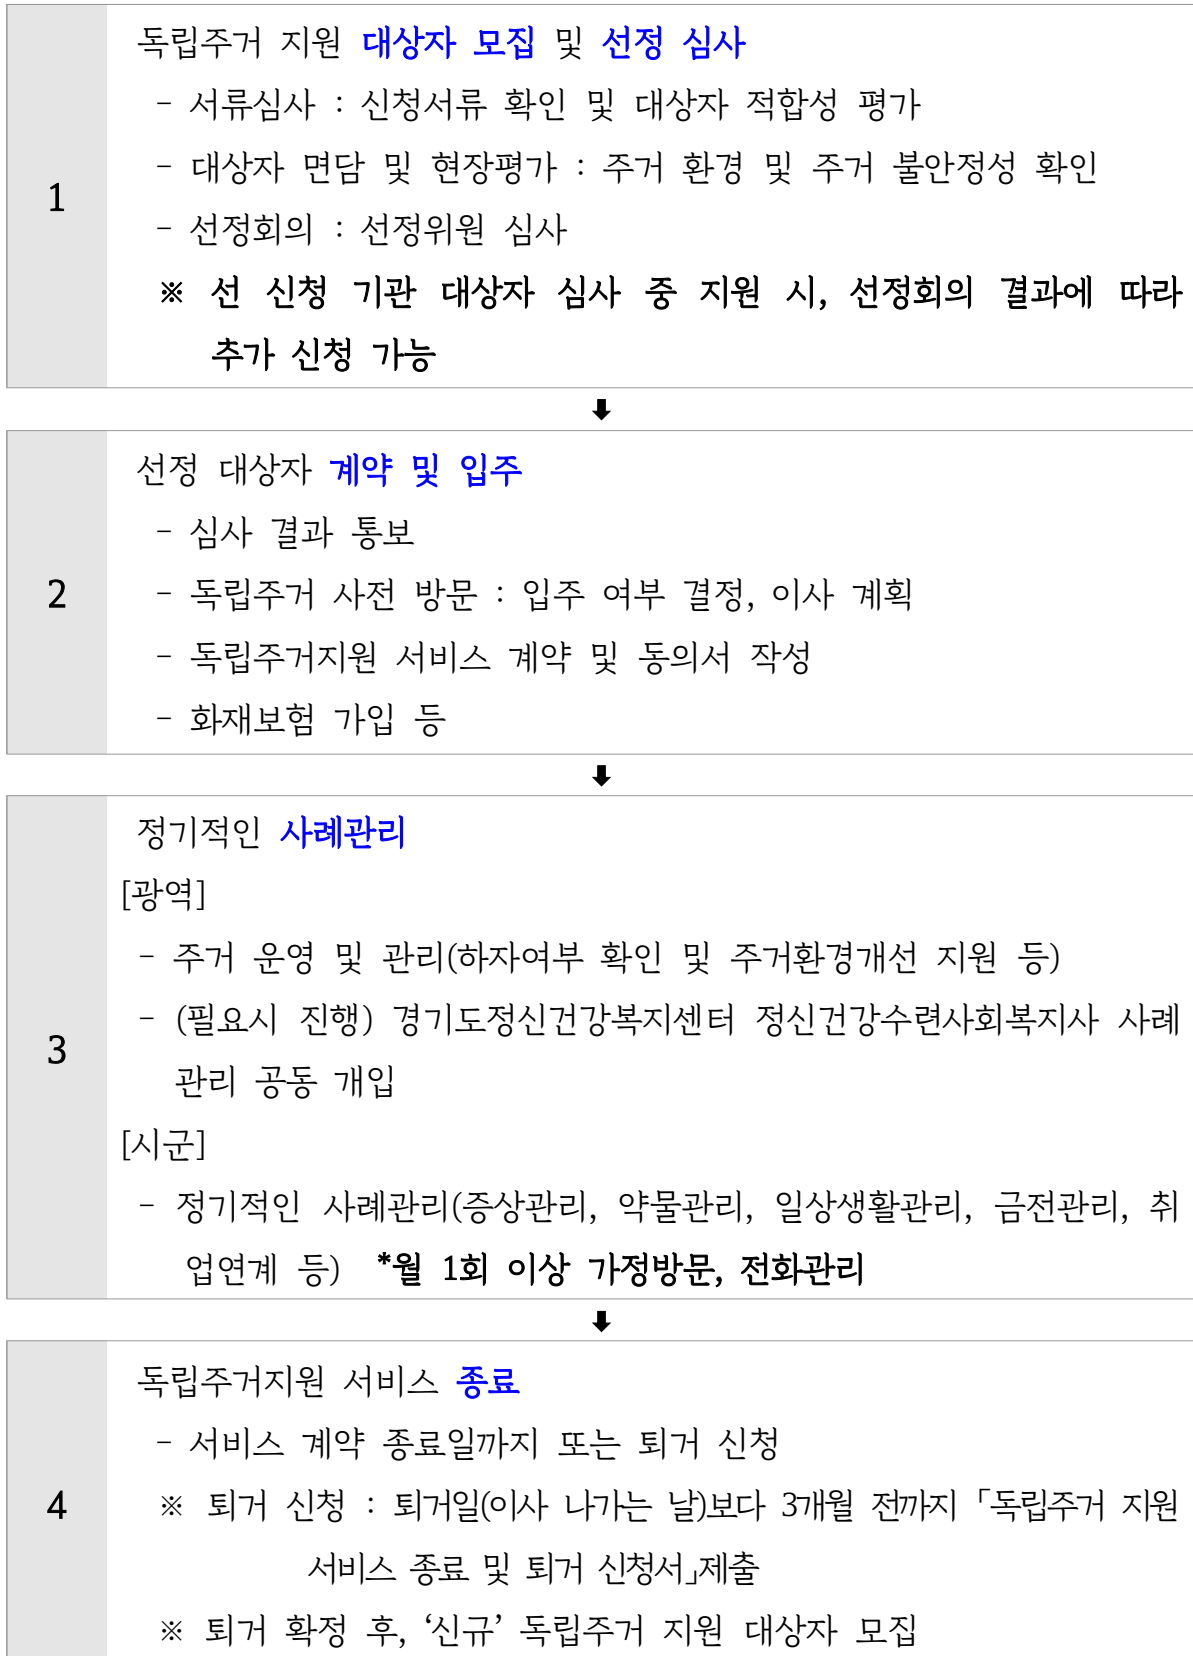 독립주거 지원 대상자 모집 및 선정 심사
- 서류심사 : 신청서류 확인 및 대상자 적합성 평가
- 대상자 면담 및 현장평가 : 주거 환경 및 주거 불안정성 확인
1
- 선정회의 : 선정위원 심사
※ 선 신청 기관 대상자 심사 중 지원 시, 선정회의 결과에 따라
추가 신청 가능
⬇
선정 대상자 계약 및 입주
- 심사 결과 통보
2
- 독립주거 사전 방문 : 입주 여부 결정, 이사 계획
- 독립주거지원 서비스 계약 및 동의서 작성
- 화재보험 가입 등
⬇
정기적인 사례관리
[광역]
- 주거 운영 및 관리(하자여부 확인 및 주거환경개선 지원 등)
- (필요시 진행) 경기도정신건강복지센터 정신건강수련사회복지사 사례
3
관리 공동 개입
[시군]
- 정기적인 사례관리(증상관리, 약물관리, 일상생활관리, 금전관리, 취
업연계 등) *월 1회 이상 가정방문, 전화관리
⬇
독립주거지원 서비스 종료
- 서비스 계약 종료일까지 또는 퇴거 신청
4
※ 퇴거 신청 : 퇴거일(이사 나가는 날)보다 3개월 전까지 「독립주거 지원
서비스 종료 및 퇴거 신청서」제출
※ 퇴거 확정 후, ‘신규’ 독립주거 지원 대상자 모집